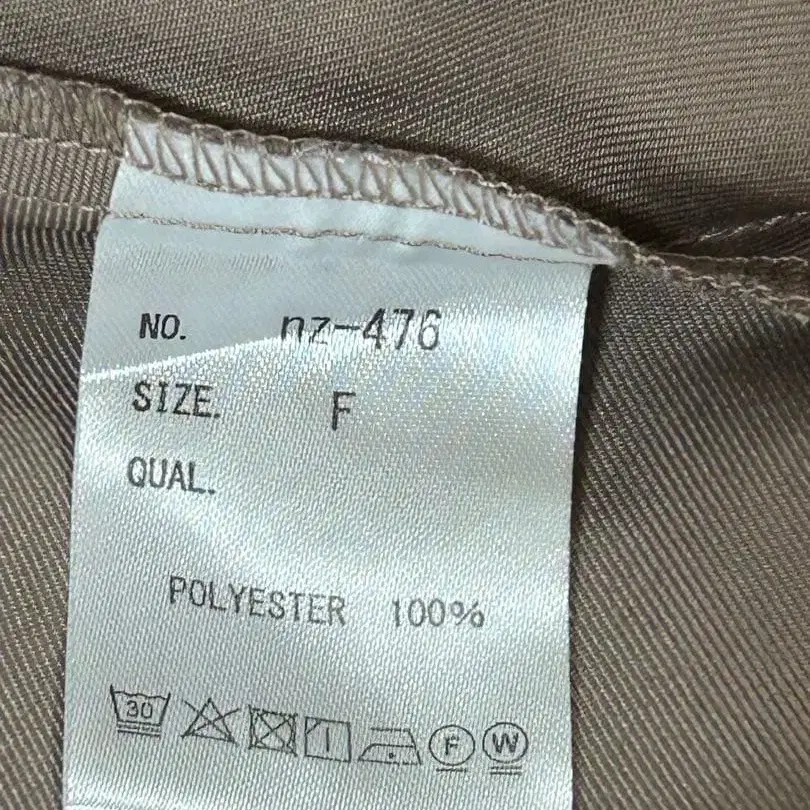 NO. nz-476
SIZE. F
QUAL.
POLYESTER 100%
30 F W